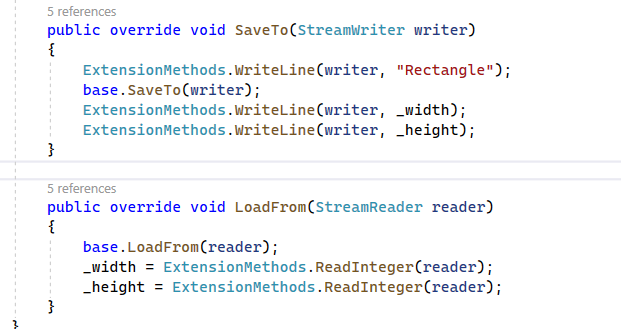 5 references
public override void SaveTo(StreamWriter writer)
{
ExtensionMethods.WriteLine(writer, "Rectangle");
base.SaveTo(writer);
ExtensionMethods.WriteLine(writer, _width);
ExtensionMethods.WriteLine(writer, _height);
}
5 references
public override void LoadFrom(StreamReader reader)
{
base.LoadFrom(reader);
_width = ExtensionMethods.ReadInteger(reader);
_height = ExtensionMethods.ReadInteger(reader);
}
}